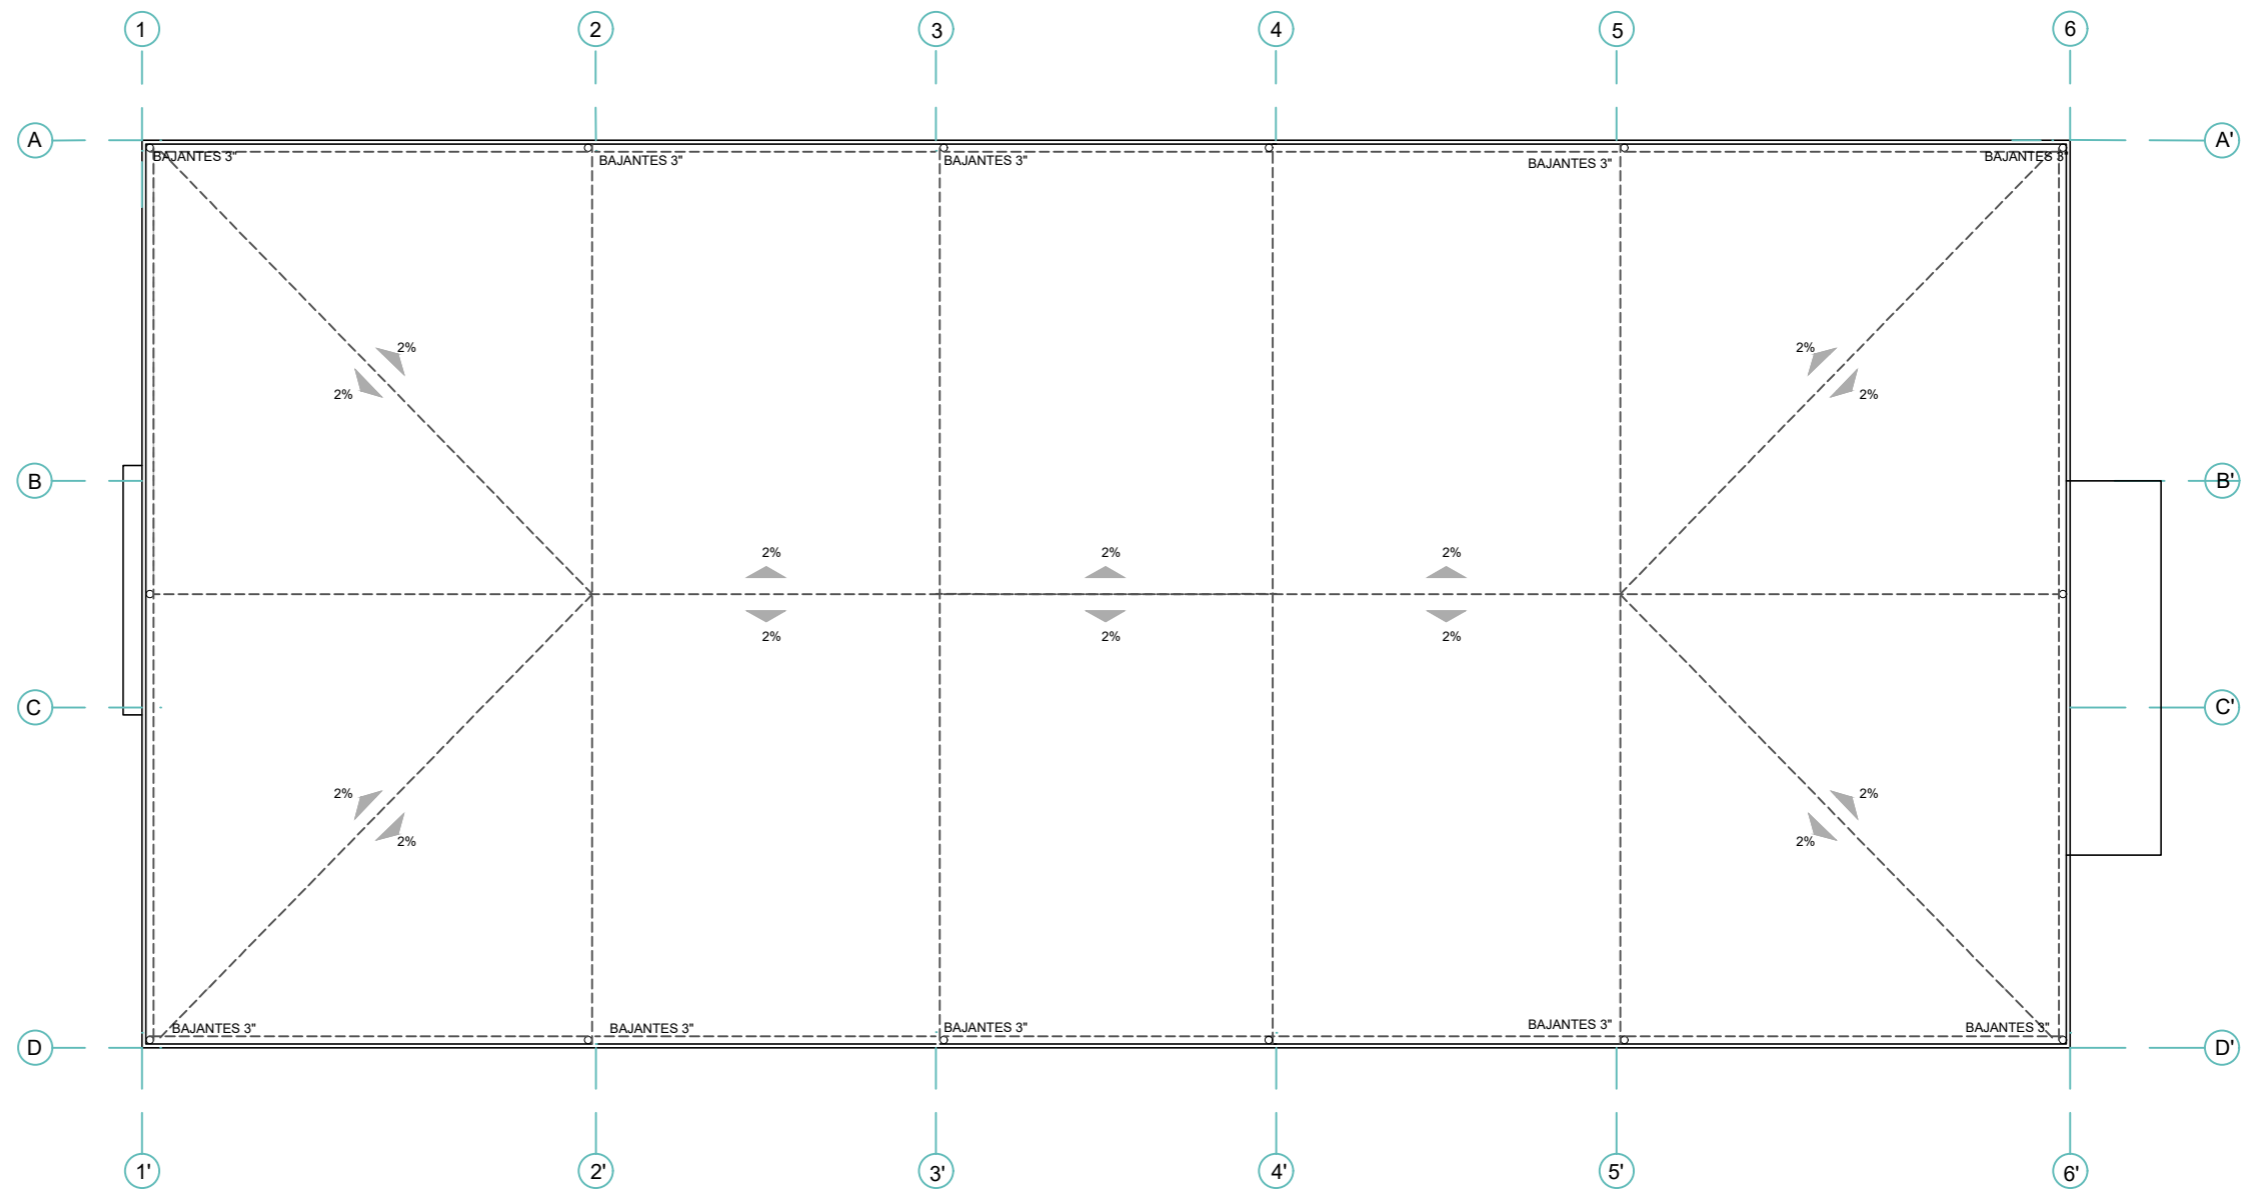 1 2 3 4 5 6
A A'
BAJANTES 3" BAJANTES 3" BAJANTES 3" BAJANTES 3" BAJANTES 3"
2% 2%
2% 2%
B B'
2% 2% 2%
2% 2% 2%
C C'
2% 2%
2% 2%
BAJANTES 3" BAJANTES 3" BAJANTES 3" BAJANTES 3" BAJANTES 3"
D D'
1' 2' 3' 4' 5' 6'